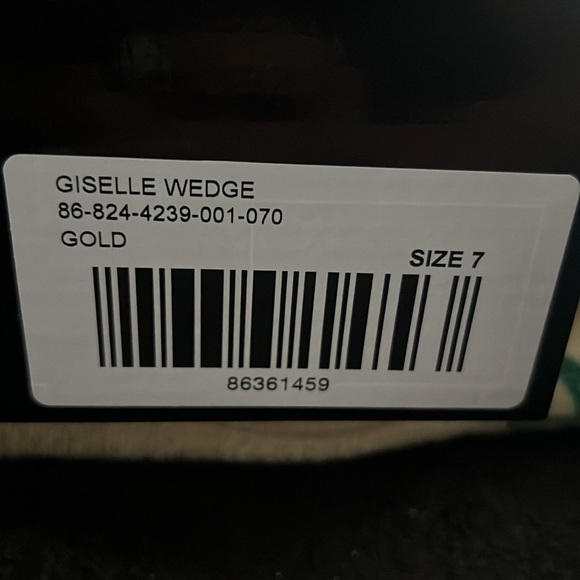 GISELLE WEDGE
86-824-4239-001-070
GOLD
SIZE 7
86361459